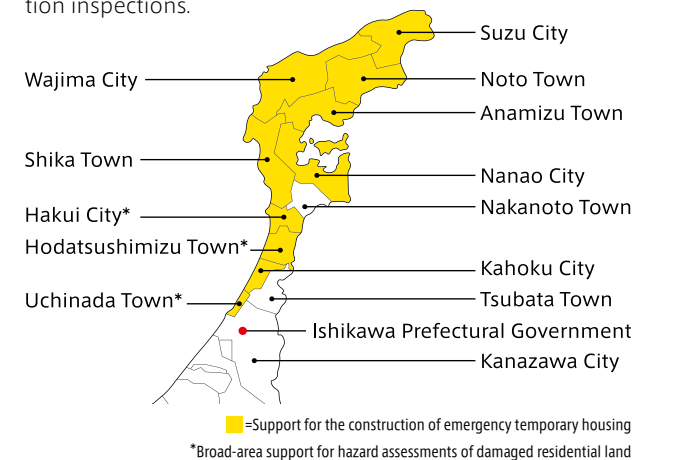 tion inspections.
Suzu City
Wajima City
Noto Town
Anamizu Town
Shika Town
Nanao City
Nakanoto Town
Hakui City*
Hodatsushimizu Town*
Kahoku City
Uchinada Town*
Tsubata Town
Ishikawa Prefectural Government
Kanazawa City
=Support for the construction of emergency temporary housing
*Broad-area support for hazard assessments of damaged residential land